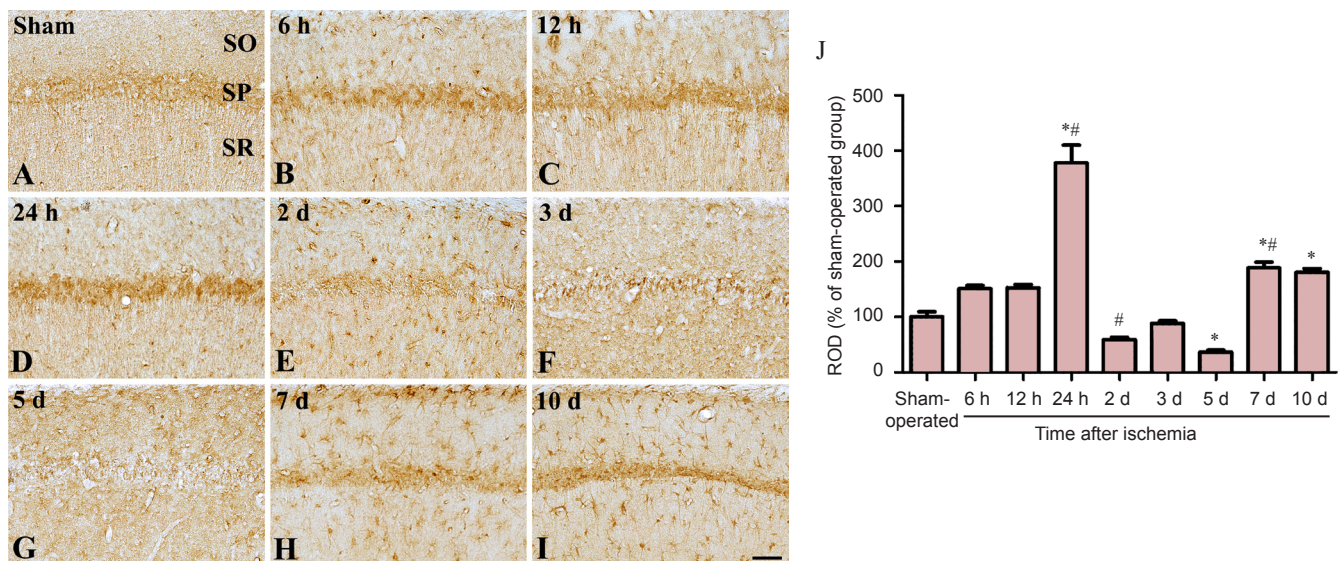 Sham
SO
SP
SR
A
6 h
B
12 h
C
24 h
D
2 d
E
3 d
F
5 d
G
7 d
H
10 d
I
J
ROD (% of sham-operated group)
500
400
300
200
100
0
*#
#
*
*#
*
Sham-
operated
6 h 12 h 24 h 2 d 3 d 5 d 7 d 10 d
Time after ischemia